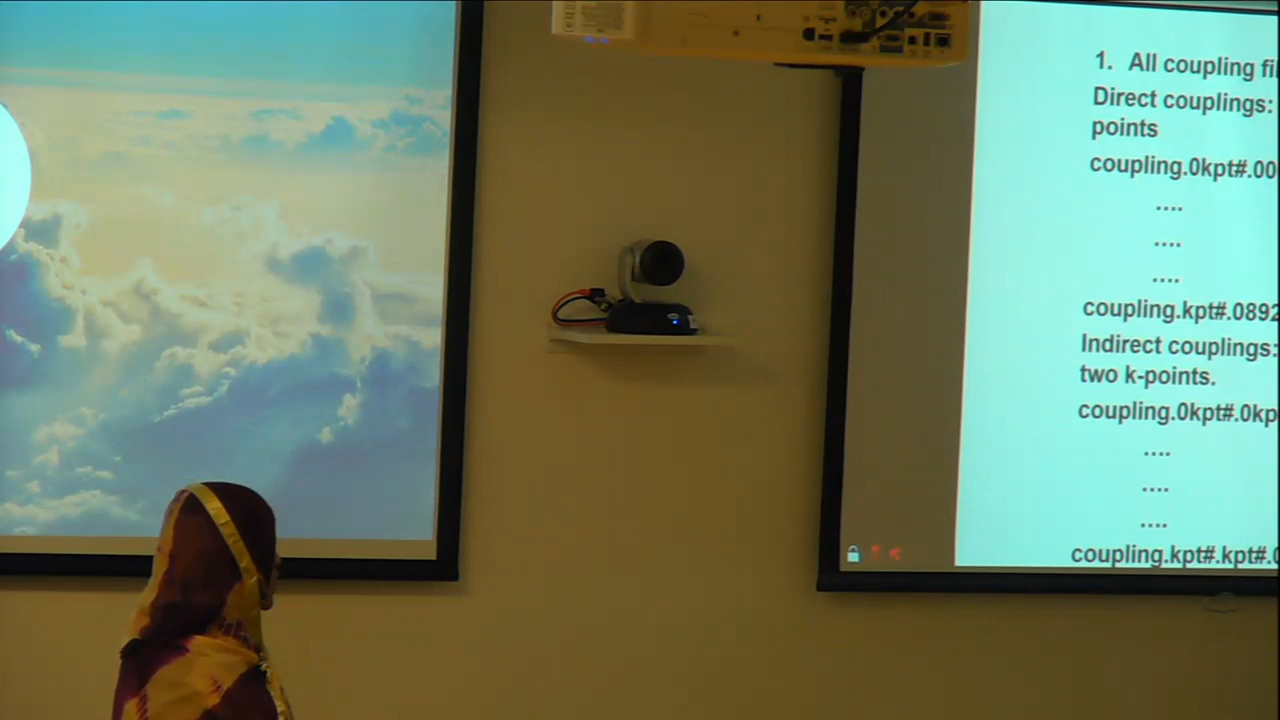 1. All coupling fi
Direct couplings:
points
coupling.0kpt#.00
....
....
....
coupling.kpt#.0892
Indirect couplings:
two k-points.
coupling.0kpt#.0kp
....
....
....
coupling.kpt#.kpt#.0